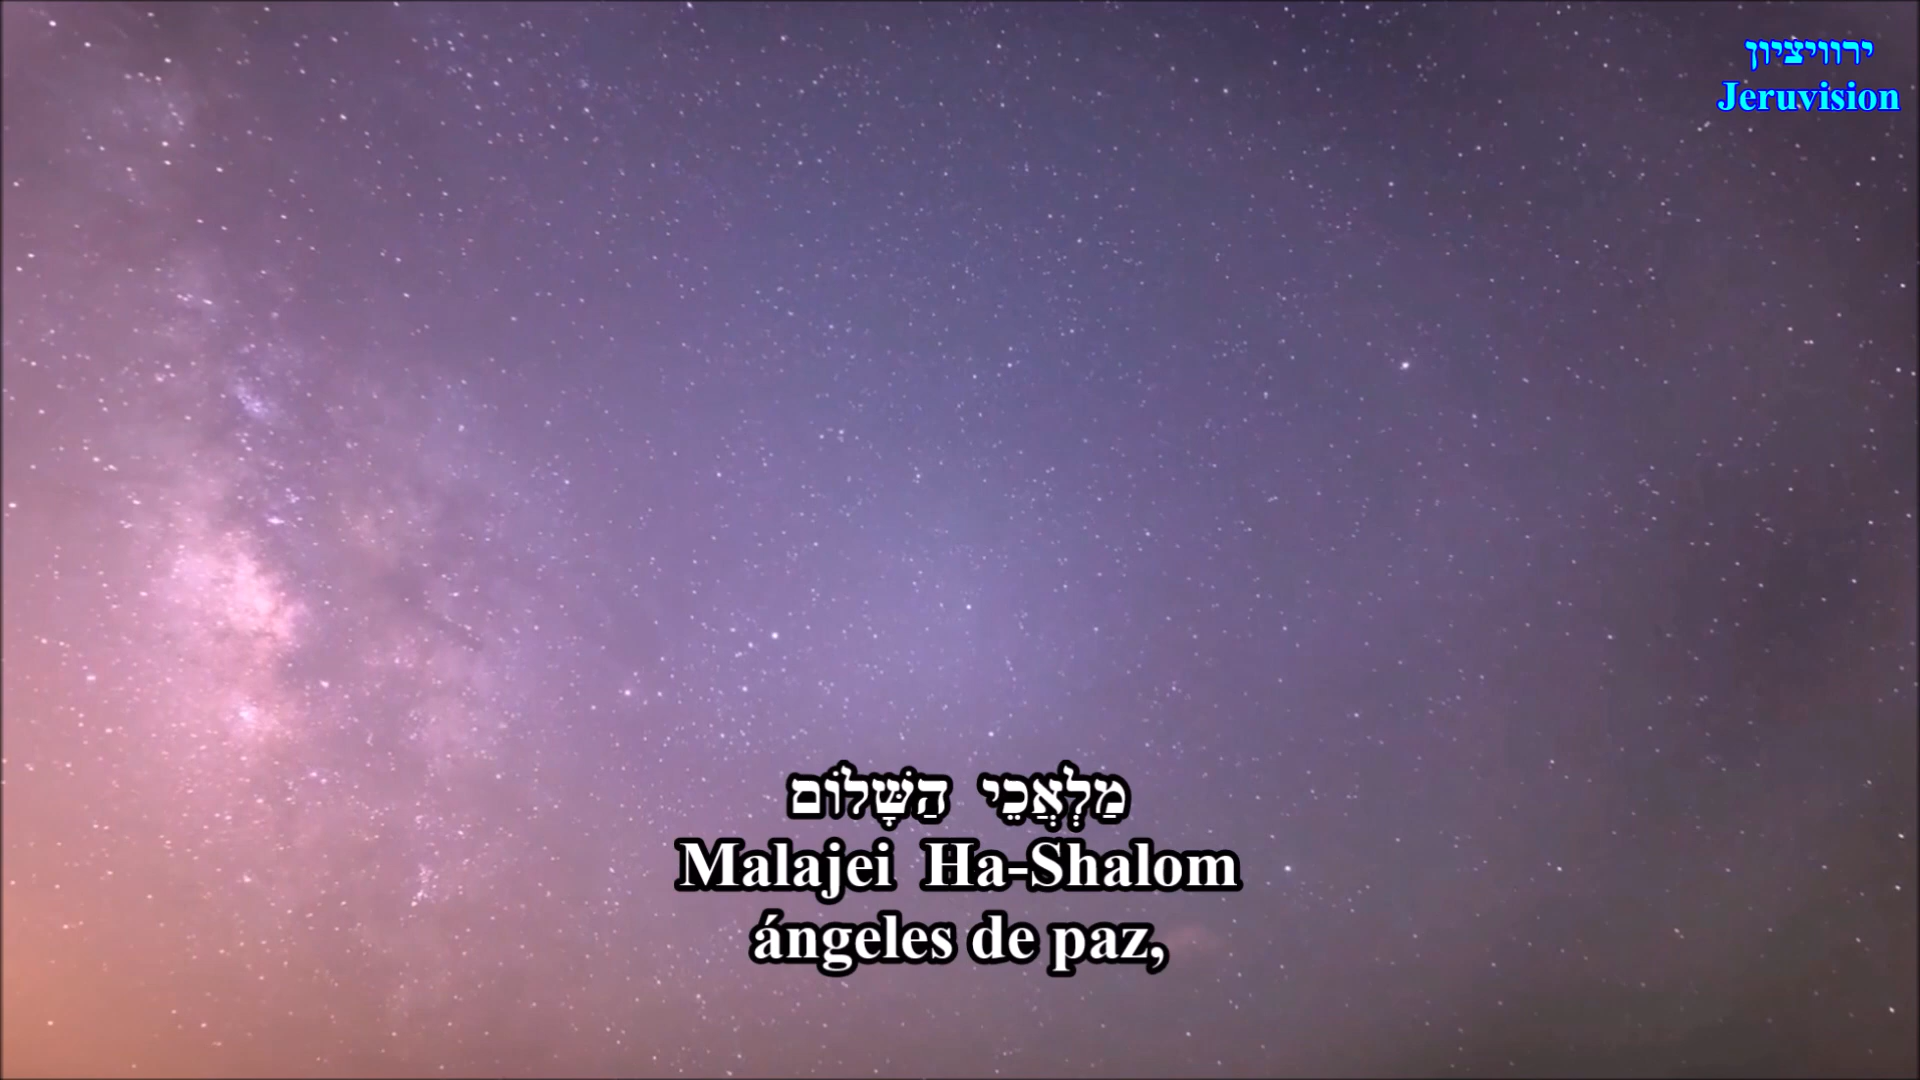 ירוויציון
Jeruvision
מַלְאֲכֵי הַשָּׁלוֹם
Malajei Ha-Shalom
ángeles de paz,